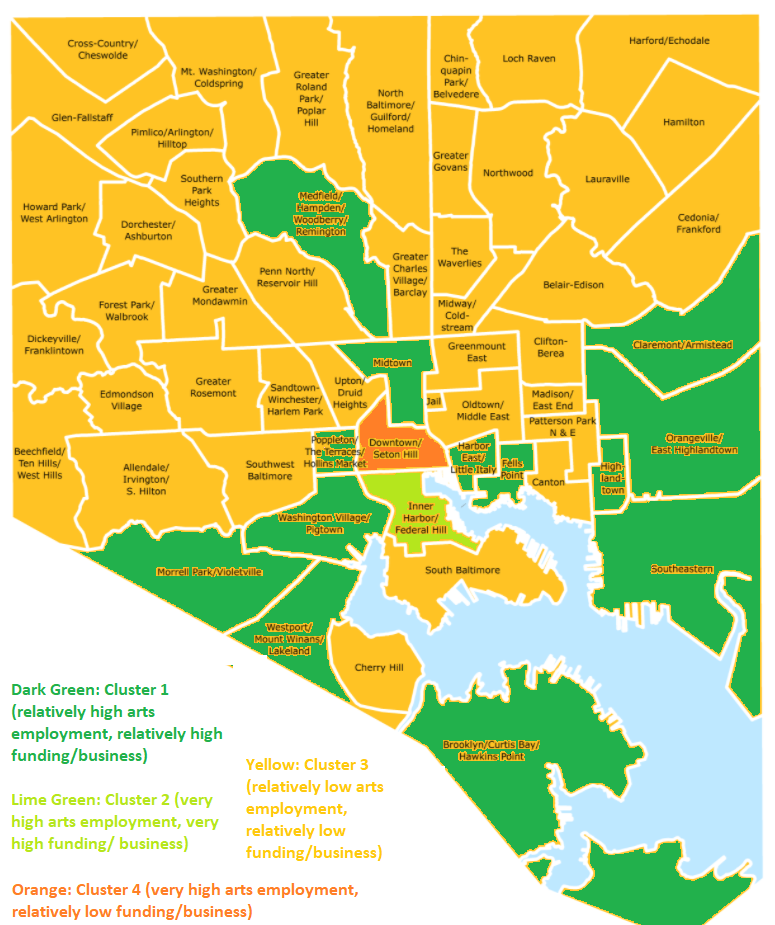 Cross-Country/
Cheswolde
Mt. Washington/
Coldspring
Greater
Roland
Park/
Poplar
Hill
North
Baltimore/
Guilford/
Homeland
Chin-
quapin
Park/
Belvedere
Loch Raven
Harford/Echodale
Glen-Fallstaff
Pimlico/Arlington/
Hilltop
Hamilton
Greater
Govans
Northwood
Lauraville
Southern
Park
Heights
Howard Park/
West Arlington
Dorchester/
Ashburton
Medfield/
Hampden/
Woodberry/
Remington
Cedonia/
Frankford
Greater
Charles
Village/
Barclay
The
Waverlies
Penn North/
Reservoir Hill
Belair-Edison
Forest Park/
Walbrook
Greater
Mondawmin
Midway/
Cold-
stream
Dickeyville/
Franklintown
Midtown
Greenmount
East
Clifton-
Berea
Claremont/Armistead
Edmondson
Village
Greater
Rosemont
Sandtown-
Winchester/
Harlem Park
Upton/
Druid
Heights
Jail
Oldtown/
Middle East
Madison/
East End
Patterson Park
N & E
Beechfield/
Ten Hills/
West Hills
Allendale/
Irvington/
S. Hilton
Southwest
Baltimore
Poppleton/
The Terraces/
Hollins Market
Downtown/
Seton Hill
Harbor
East/
Little Italy
Fells
Point
Canton
High-
land-
town
Orangeville/
East Highlandtown
Washington Village/
Pigtown
Inner
Harbor/
Federal Hill
Morrell Park/Violetville
South Baltimore
Southeastern
Westport/
Mount Winans/
Lakeland
Cherry Hill
Brooklyn/Curtis Bay/
Hawkins Point
Dark Green: Cluster 1
(relatively high arts
employment, relatively high
funding/business)
Lime Green: Cluster 2 (very
high arts employment, very
high funding/ business)
Yellow: Cluster 3
(relatively low arts
employment,
relatively low
funding/business)
Orange: Cluster 4 (very high arts employment,
relatively low funding/business)